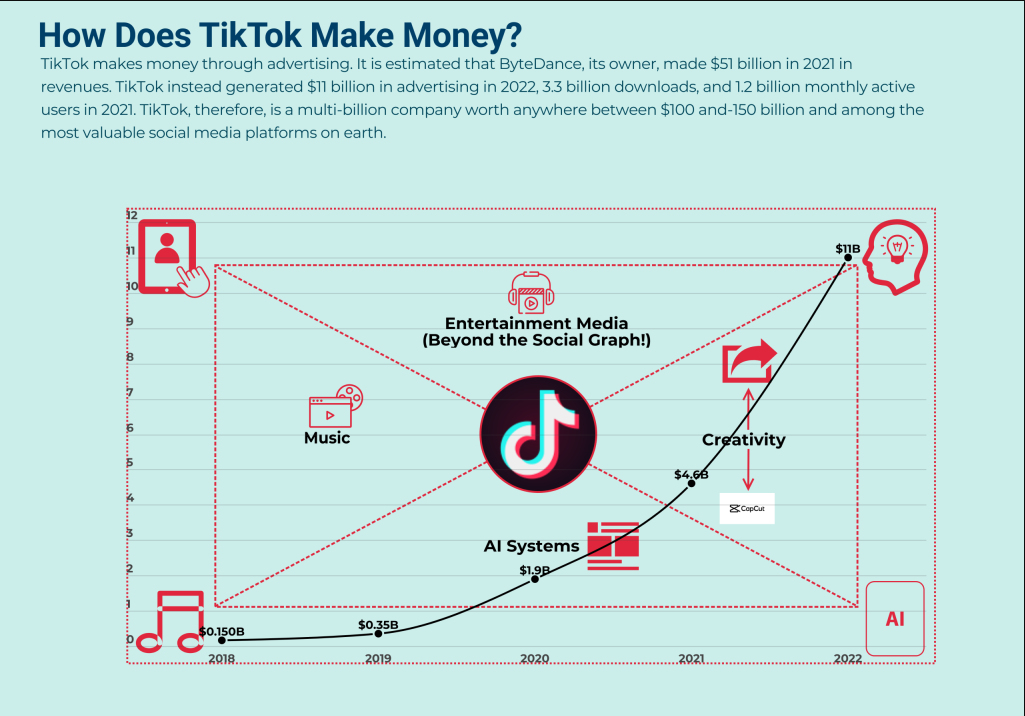 How Does TikTok Make Money?
TikTok makes money through advertising. It is estimated that ByteDance, its owner, made $51 billion in 2021 in
revenues. TikTok instead generated $11 billion in advertising in 2022, 3.3 billion downloads, and 1.2 billion monthly active
users in 2021. TikTok, therefore, is a multi-billion company worth anywhere between $100 and-150 billion and among the
most valuable social media platforms on earth.
12
11
10
9
8
7
6
5
4
3
2
1
0
$11B
Entertainment Media
(Beyond the Social Graph!)
Music
Creativity
$4.6B
CapCut
AI Systems
$1.9B
AI
$0.35B
$0.150B
2018
2019
2020
2021
2022